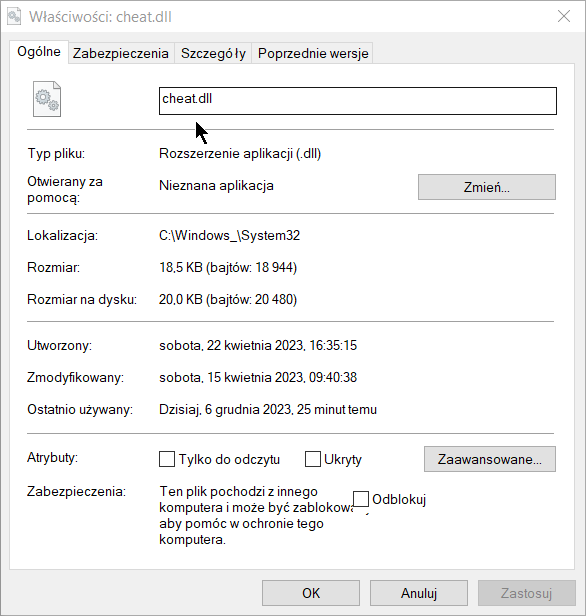 Właściwości: cheat.dll
Ogólne Zabezpieczenia Szczegóły Poprzednie wersje
cheat.dll
Typ pliku: Rozszerzenie aplikacji (.dll)
Otwierany za pomocą: Nieznana aplikacja Zmień...
Lokalizacja: C:\Windows_\System32
Rozmiar: 18,5 KB (bajtów: 18 944)
Rozmiar na dysku: 20,0 KB (bajtów: 20 480)
Utworzony: sobota, 22 kwietnia 2023, 16:35:15
Zmodyfikowany: sobota, 15 kwietnia 2023, 09:40:38
Ostatnio używany: Dzisiaj, 6 grudnia 2023, 25 minut temu
Atrybuty: Tylko do odczytu Ukryty Zaawansowane...
Zabezpieczenia: Ten plik pochodzi z innego
komputera i może być zablokowany, Odblokuj
aby pomóc w ochronie tego
komputera.
OK Anuluj Zastosuj